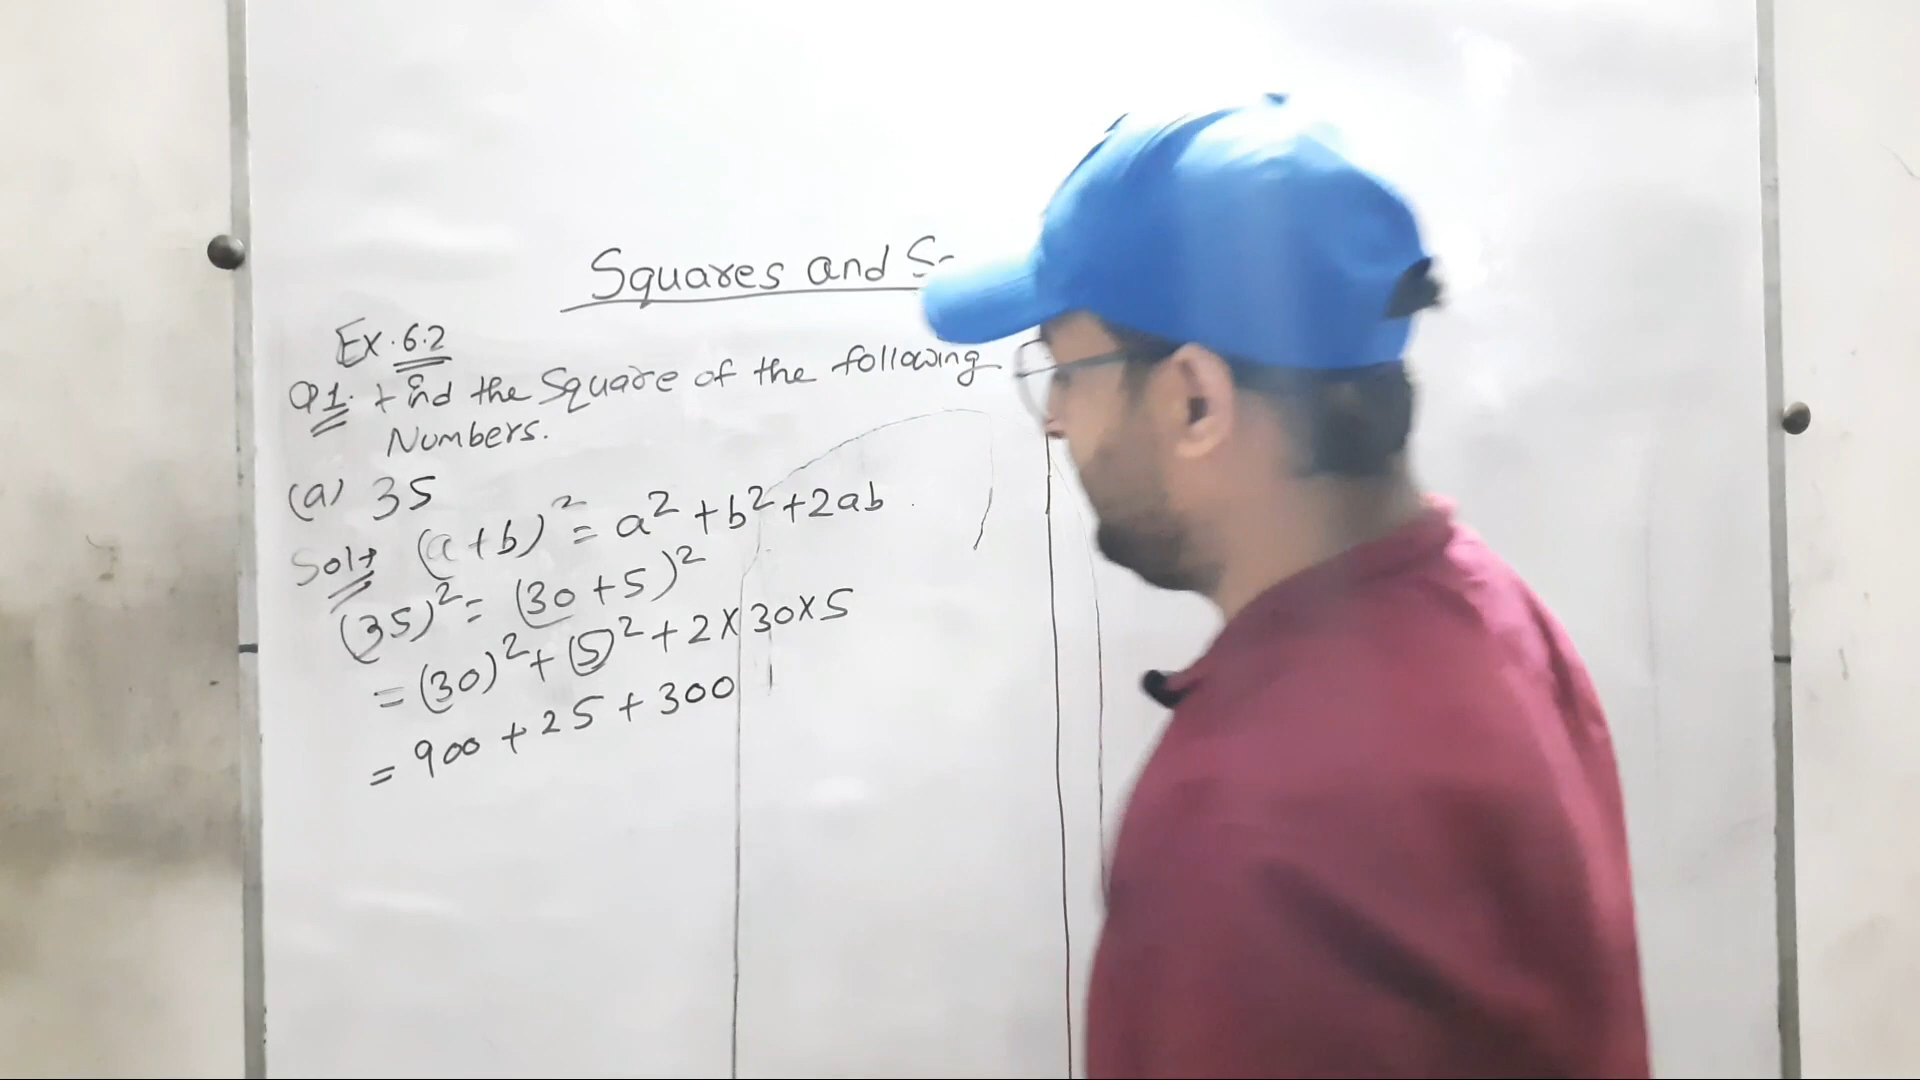 Squares and S
Ex. 6.2
Q1. Find the Square of the following
Numbers.
(a) 35
Sol→ (a+b)² = a² + b² + 2ab
(35)² = (30+5)²
= (30)² + (5)² + 2×30×5
= 900 + 25 + 300